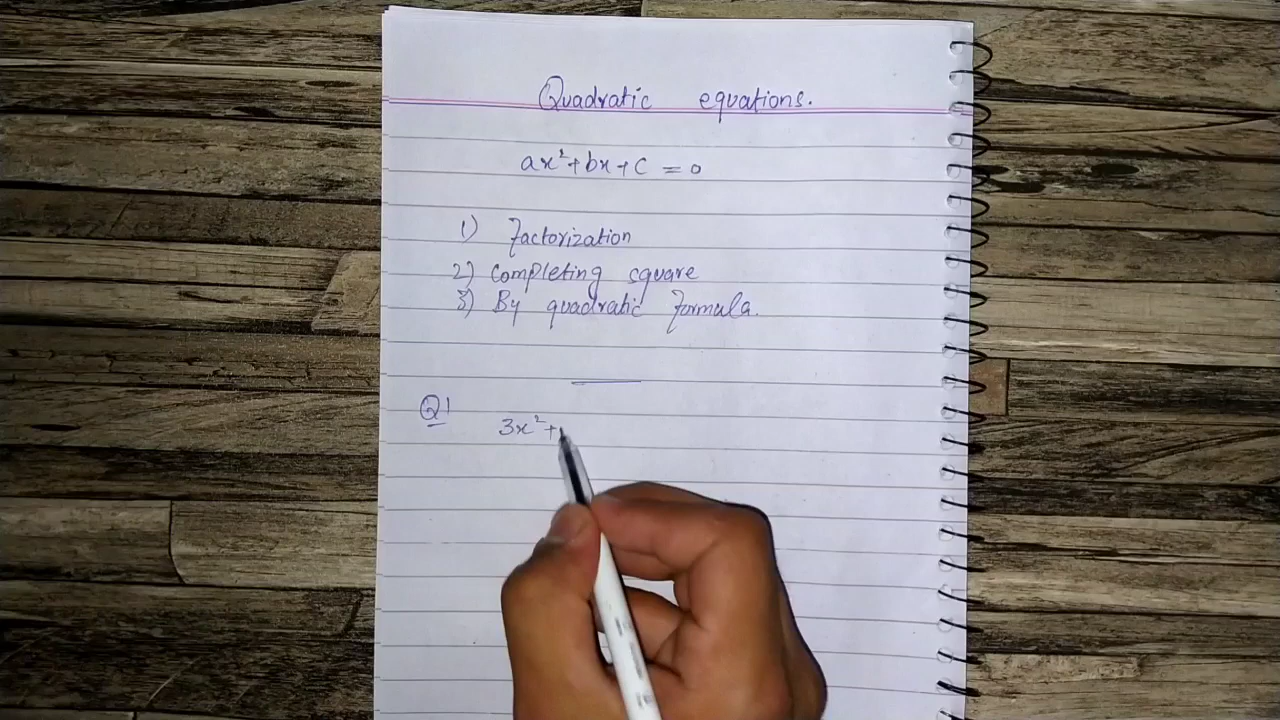 Quadratic equations.
ax²+bx+c = 0
1) Factorization
2) Completing square
3) By quadratic formula.
Q1
3x²+